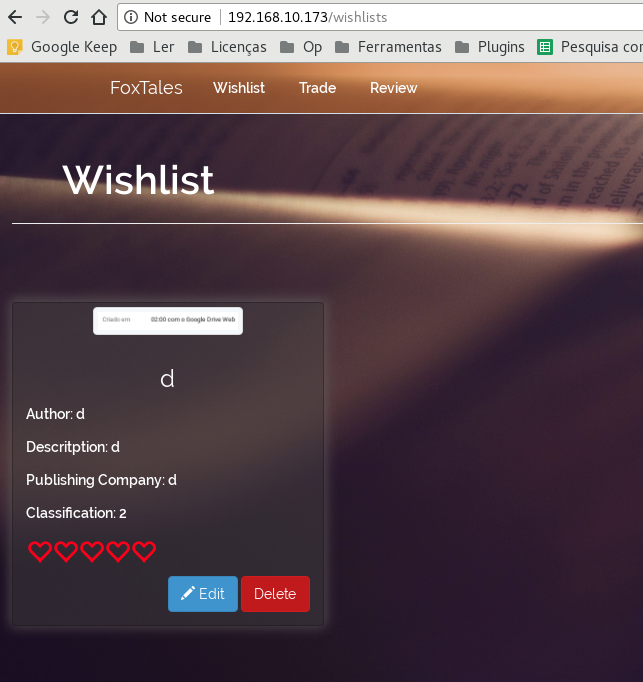 Not secure 192.168.10.173/wishlists
Google Keep Ler Licenças Op Ferramentas Plugins Pesquisa con
FoxTales Wishlist Trade Review
Wishlist
Criado em 02:00 com o Google Drive Web
d
Author: d
Descritption: d
Publishing Company: d
Classification: 2
Edit Delete